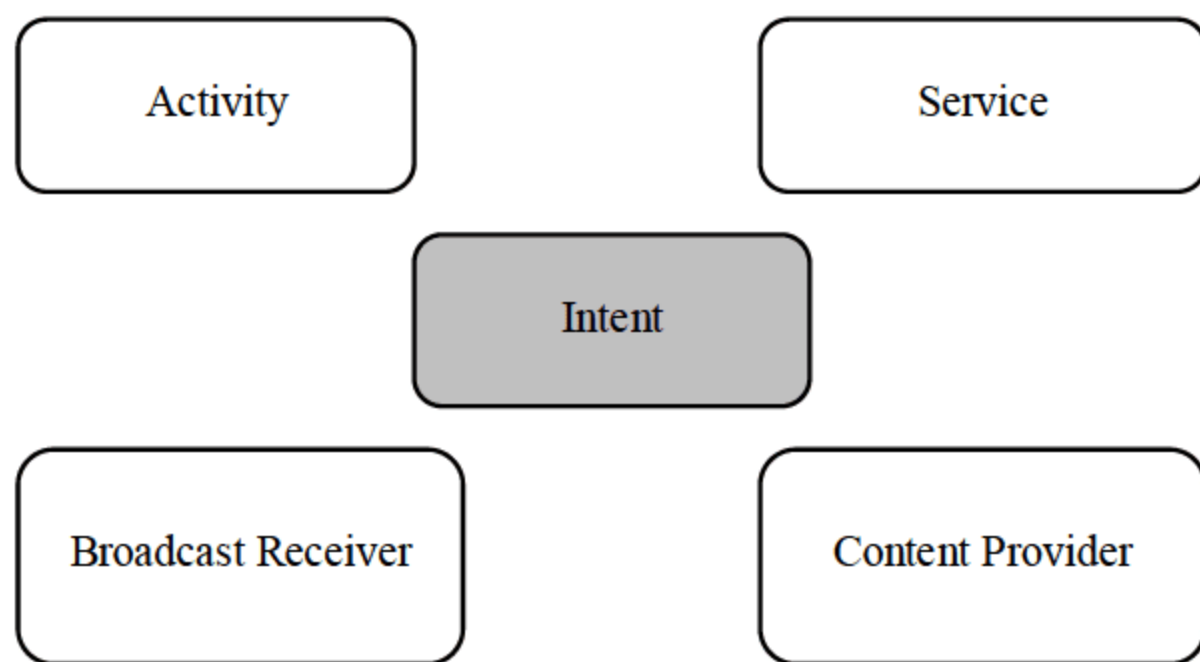 Activity
Service
Intent
Broadcast Receiver
Content Provider